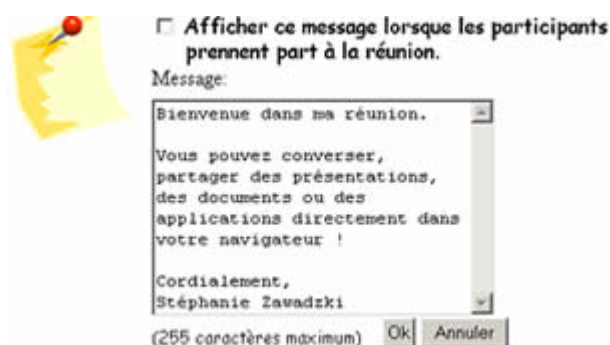 Afficher ce message lorsque les participants
prennent part à la réunion.
Message:
Bienvenue dans ma réunion.
Vous pouvez converser,
partager des présentations,
des documents ou des
applications directement dans
votre navigateur !
Cordialement,
Stéphanie Zawadzki
(255 caractères maximum) Ok Annuler